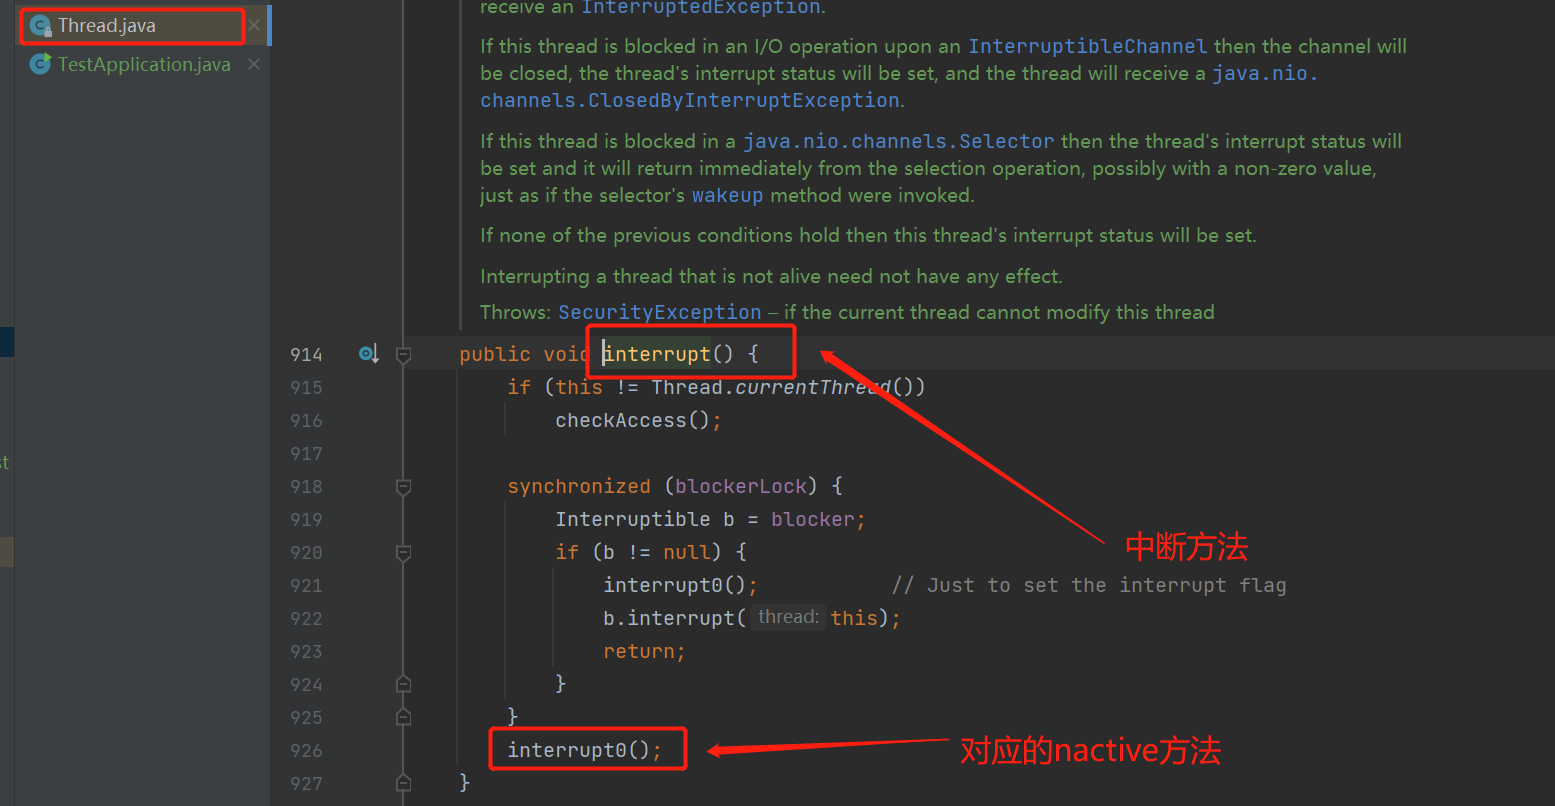 Thread.java
TestApplication.java
st
receive an InterruptedException.
If this thread is blocked in an I/O operation upon an InterruptibleChannel then the channel will
be closed, the thread's interrupt status will be set, and the thread will receive a java.nio.
channels.ClosedByInterruptException.
If this thread is blocked in a java.nio.channels.Selector then the thread's interrupt status will
be set and it will return immediately from the selection operation, possibly with a non-zero value,
just as if the selector's wakeup method were invoked.
If none of the previous conditions hold then this thread's interrupt status will be set.
Interrupting a thread that is not alive need not have any effect.
Throws: SecurityException – if the current thread cannot modify this thread
914 public void interrupt() {
915 if (this != Thread.currentThread())
916 checkAccess();
917
918 synchronized (blockerLock) {
919 Interruptible b = blocker;
920 if (b != null) {
921 interrupt0(); // Just to set the interrupt flag
922 b.interrupt( thread: this);
923 return;
924 }
925 }
926 interrupt0();
927 }
中断方法
对应的nactive方法